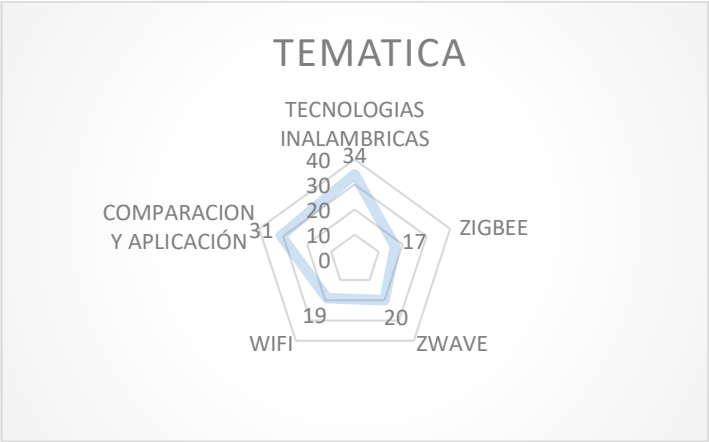 TEMATICA
TECNOLOGIAS
INALAMBRICAS
34
40
30
20
10
0
COMPARACION
Y APLICACIÓN
31
ZIGBEE
17
19
20
WIFI
ZWAVE